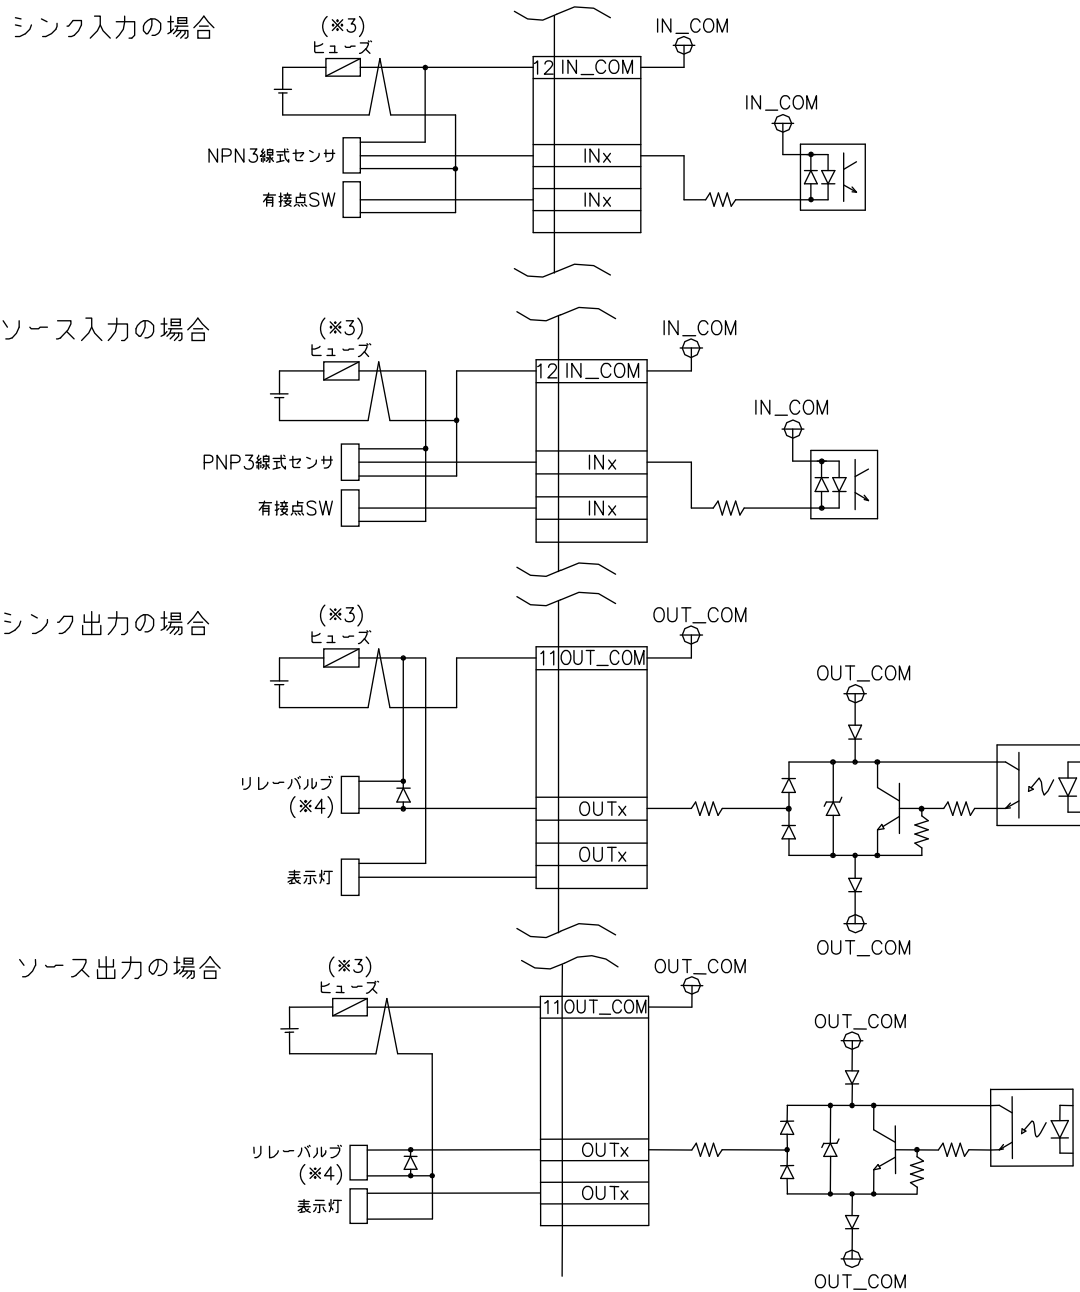 シンク入力の場合
(※3)
ヒューズ
IN_COM
12 IN_COM
IN_COM
NPN3線式センサ
INx
有接点SW
INx
ソース入力の場合
(※3)
ヒューズ
IN_COM
12 IN_COM
IN_COM
PNP3線式センサ
INx
有接点SW
INx
シンク出力の場合
(※3)
ヒューズ
OUT_COM
11 OUT_COM
OUT_COM
リレーバルブ
(※4)
OUTx
OUTx
表示灯
OUT_COM
ソース出力の場合
(※3)
ヒューズ
OUT_COM
11 OUT_COM
OUT_COM
リレーバルブ
(※4)
OUTx
表示灯
OUTx
OUT_COM